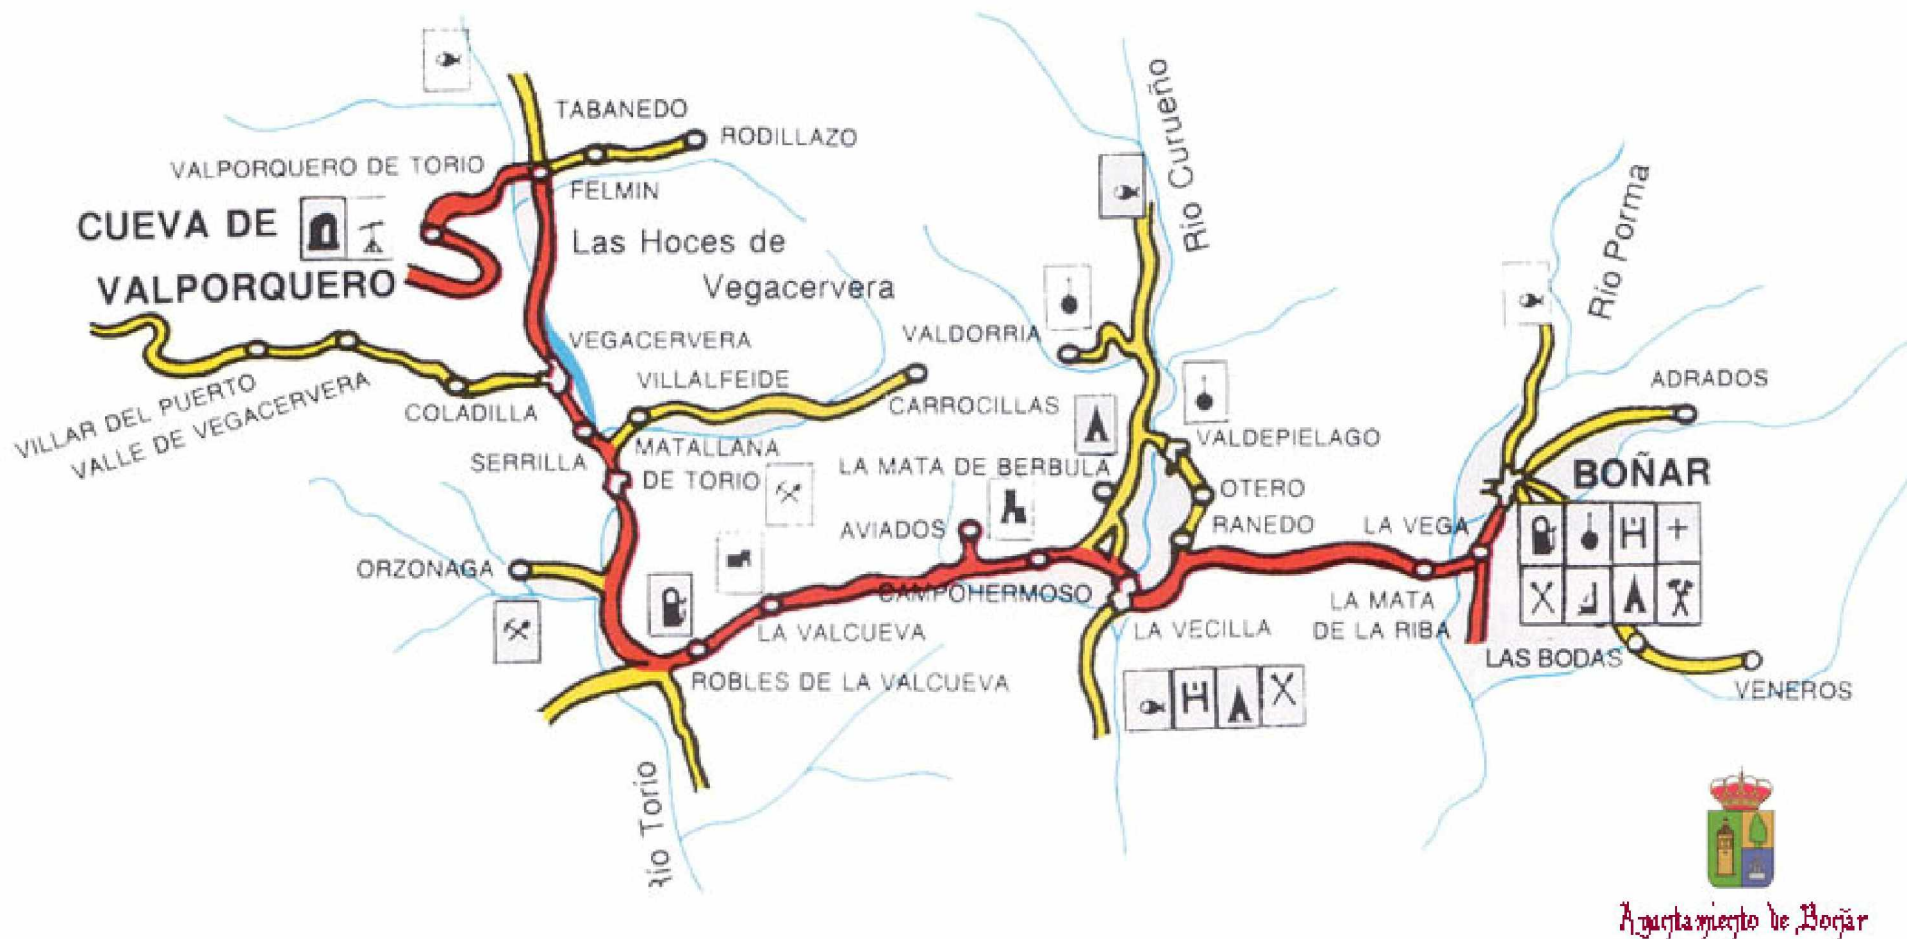 TABANEDO
RODILLAZO
VALPORQUERO DE TORIO
FELMIN
CUEVA DE
VALPORQUERO
Las Hoces de
Vegacervera
VEGACERVERA
VILLALFEIDE
CARROCILLAS
COLADILLA
VILLAR DEL PUERTO
VALLE DE VEGACERVERA
SERRILLA
MATALLANA
DE TORIO
ORZONAGA
LA VALCUEVA
ROBLES DE LA VALCUEVA
Río Torio
AVIADOS
CAMPOHERMOSO
LA MATA DE BERBULA
VALDORRIA
Río Curueño
VALDEPIELAGO
OTERO
RANEDO
LA VECILLA
LA VEGA
LA MATA
DE LA RIBA
Río Porma
ADRADOS
BOÑAR
LAS BODAS
VENEROS
Ayuntamiento de Boñar